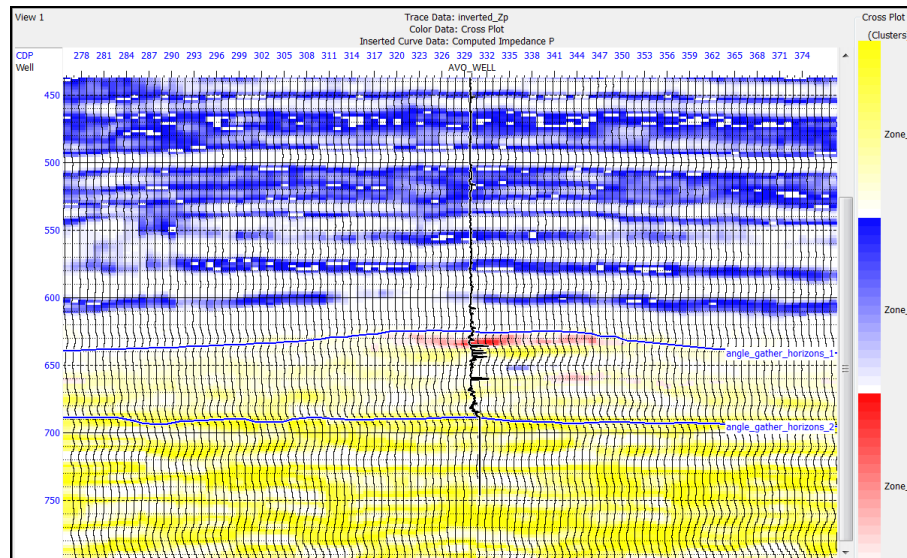 View 1
Trace Data: inverted_Zp
Color Data: Cross Plot
Inserted Curve Data: Computed Impedance P
Cross Plot
(Clusters
CDP 278 281 284 287 290 293 296 299 302 305 308 311 314 317 320 323 326 329 332 335 338 341 344 347 350 353 356 359 362 365 368 371 374
Well AVO_WELL
450
Zone_
500
550
600
Zone_
650
angle_gather_horizons_1
700
angle_gather_horizons_2
Zone_
750